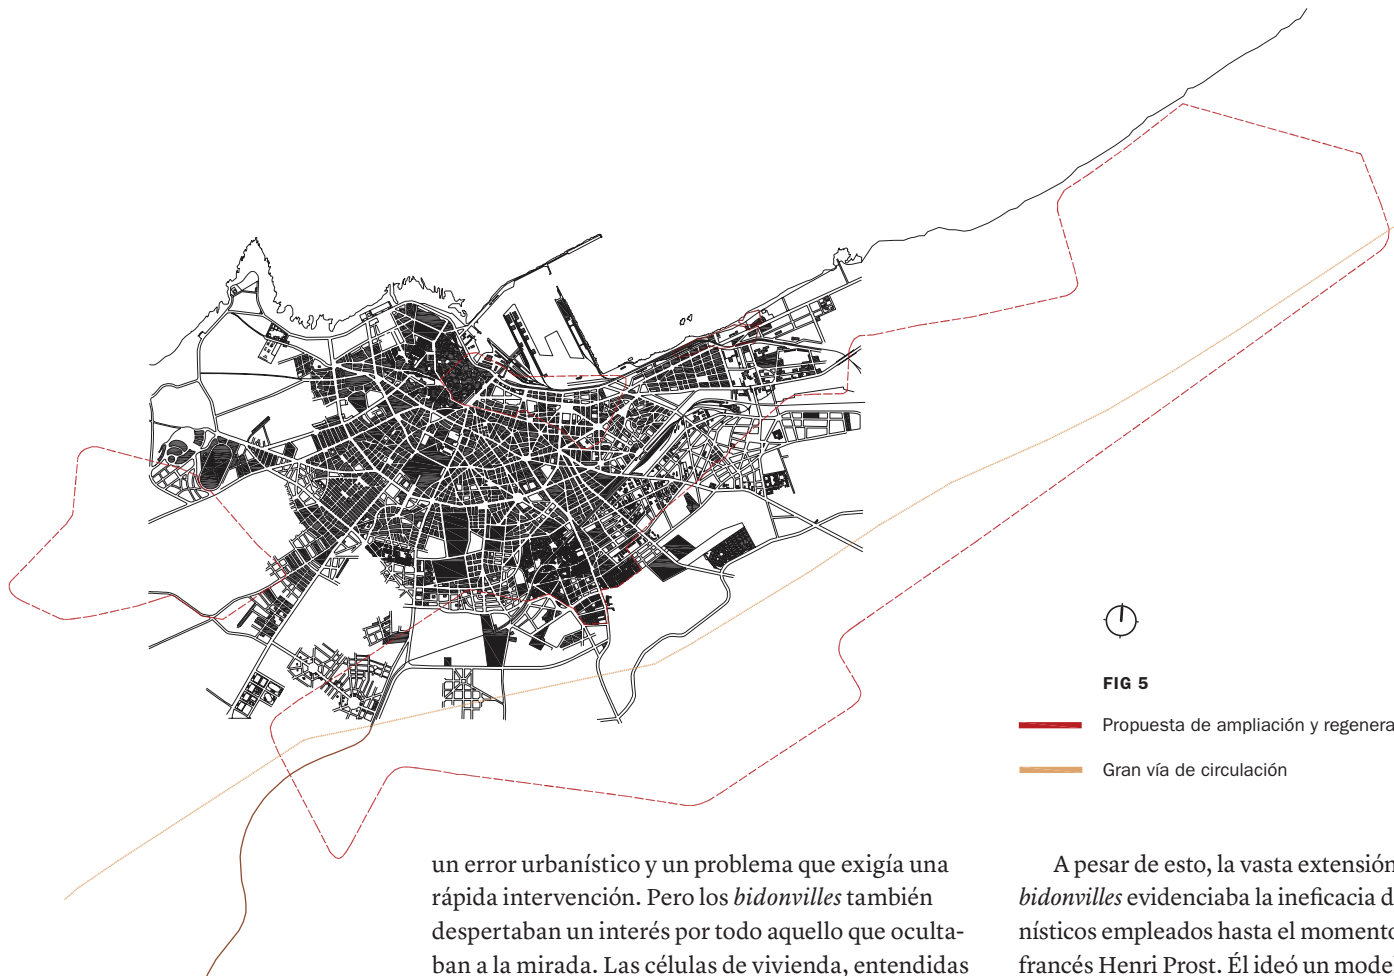 FIG 5
Propuesta de ampliación y
Gran vía de circulación
un error urbanístico y un problema que exigía una
rápida intervención. Pero los bidonvilles también
despertaban un interés por todo aquello que oculta-
ban a la mirada. Las células de vivienda, entendidas
A pesar de esto, la vasta extensión
bidonvilles evidenciaba la ineficacia
nísticos empleados hasta el momento
francés Henri Prost. Él ideó un